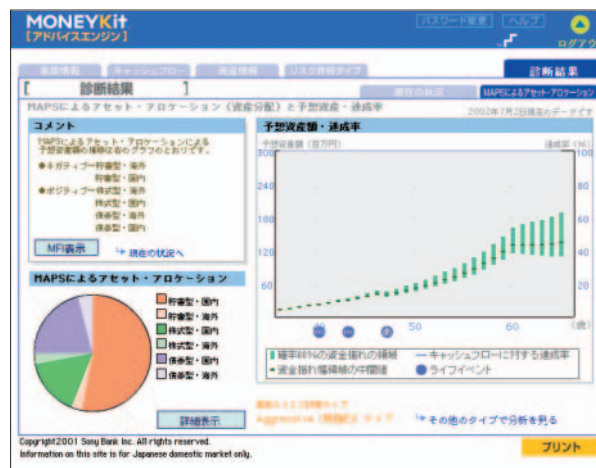 MONEYKit
[アドバイスエンジン]
パスワード変更 ヘルプ
ログアウト
キャッシュフロー
リスク許容タイプ
診断結果
[ 診断結果 ]
現在の状況
MAPSによるアセット・アロケーション
MAPSによるアセット・アロケーション（資産分配）と予想資産・達成率
2002年7月2日現在のデータです
コメント
MAPSによるアセット・アロケーションによる
予想資産額の推移は右のグラフのとおりです。
◆ネガティブー貯蓄型・海外
貯蓄型・国内
◆ポジティブー株式型・海外
株式型・国内
債券型・海外
債券型・国内
MFI表示
現在の状況へ
予想資産額・達成率
予想資産額（百万円）
達成率（%）
300
240
180
120
60
100
80
60
40
20
50
60
（歳）
確率68%の資金振れの領域
キャッシュフローに対する達成率
資金振れ幅領域の中間値
ライフイベント
MAPSによるアセット・アロケーション
貯蓄型・国内
貯蓄型・海外
株式型・国内
株式型・海外
債券型・国内
債券型・海外
詳細表示
その他のタイプで分析を見る
Copyright2001 Sony Bank Inc. All rights reserved.
Information on this site is for Japanese domestic market only.
プリント